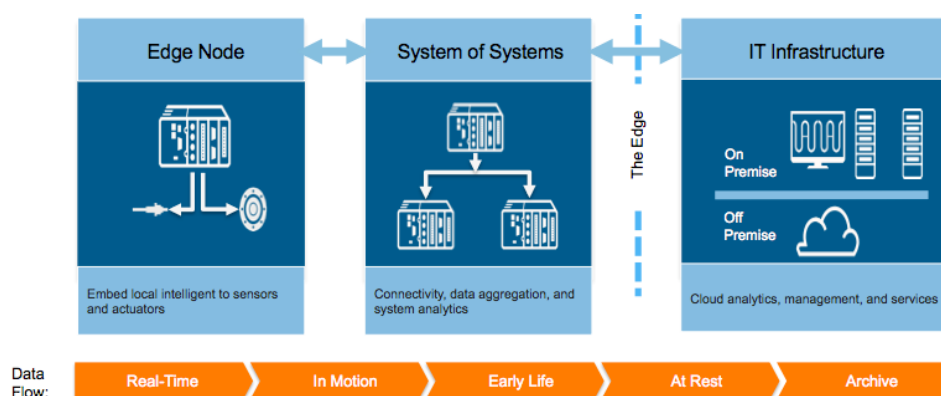 Edge Node
System of Systems
IT Infrastructure
The Edge
On
Premise
Off
Premise
Embed local intelligent to sensors
and actuators
Connectivity, data aggregation, and
system analytics
Cloud analytics, management, and services
Data
Flow:
Real-Time
In Motion
Early Life
At Rest
Archive